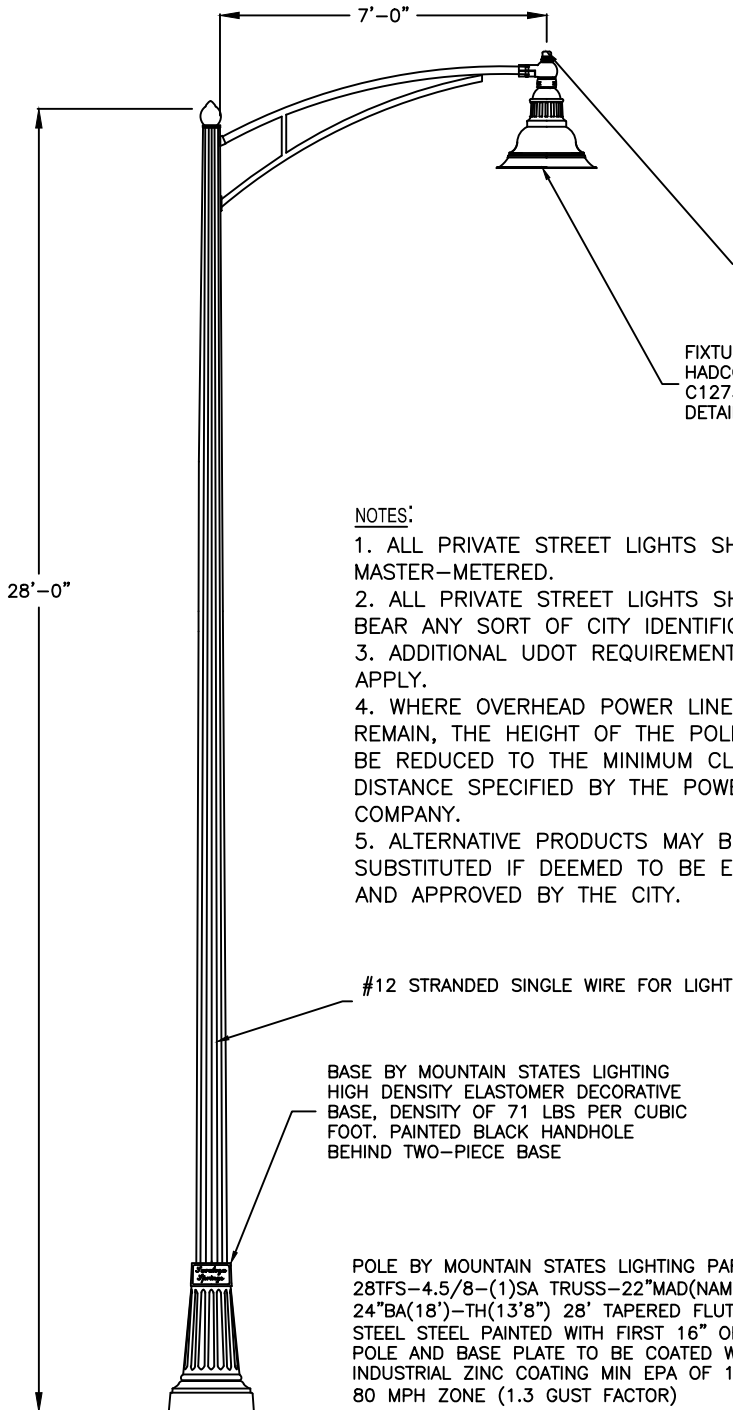 7'-0"
28'-0"
FIXTU
HADCO
C127
DETAI
NOTES:
1. ALL PRIVATE STREET LIGHTS SH
MASTER-METERED.
2. ALL PRIVATE STREET LIGHTS SH
BEAR ANY SORT OF CITY IDENTIFIC
3. ADDITIONAL UDOT REQUIREMENT
APPLY.
4. WHERE OVERHEAD POWER LINE
REMAIN, THE HEIGHT OF THE POL
BE REDUCED TO THE MINIMUM CL
DISTANCE SPECIFIED BY THE POWE
COMPANY.
5. ALTERNATIVE PRODUCTS MAY B
SUBSTITUTED IF DEEMED TO BE E
AND APPROVED BY THE CITY.
#12 STRANDED SINGLE WIRE FOR LIGHT
BASE BY MOUNTAIN STATES LIGHTING
HIGH DENSITY ELASTOMER DECORATIVE
BASE, DENSITY OF 71 LBS PER CUBIC
FOOT. PAINTED BLACK HANDHOLE
BEHIND TWO-PIECE BASE
Saratoga
Springs
POLE BY MOUNTAIN STATES LIGHTING PAR
28TFS-4.5/8-(1)SA TRUSS-22"MAD(NAM
24"BA(18')-TH(13'8") 28' TAPERED FLUT
STEEL STEEL PAINTED WITH FIRST 16" O
POLE AND BASE PLATE TO BE COATED W
INDUSTRIAL ZINC COATING MIN EPA OF 1
80 MPH ZONE (1.3 GUST FACTOR)